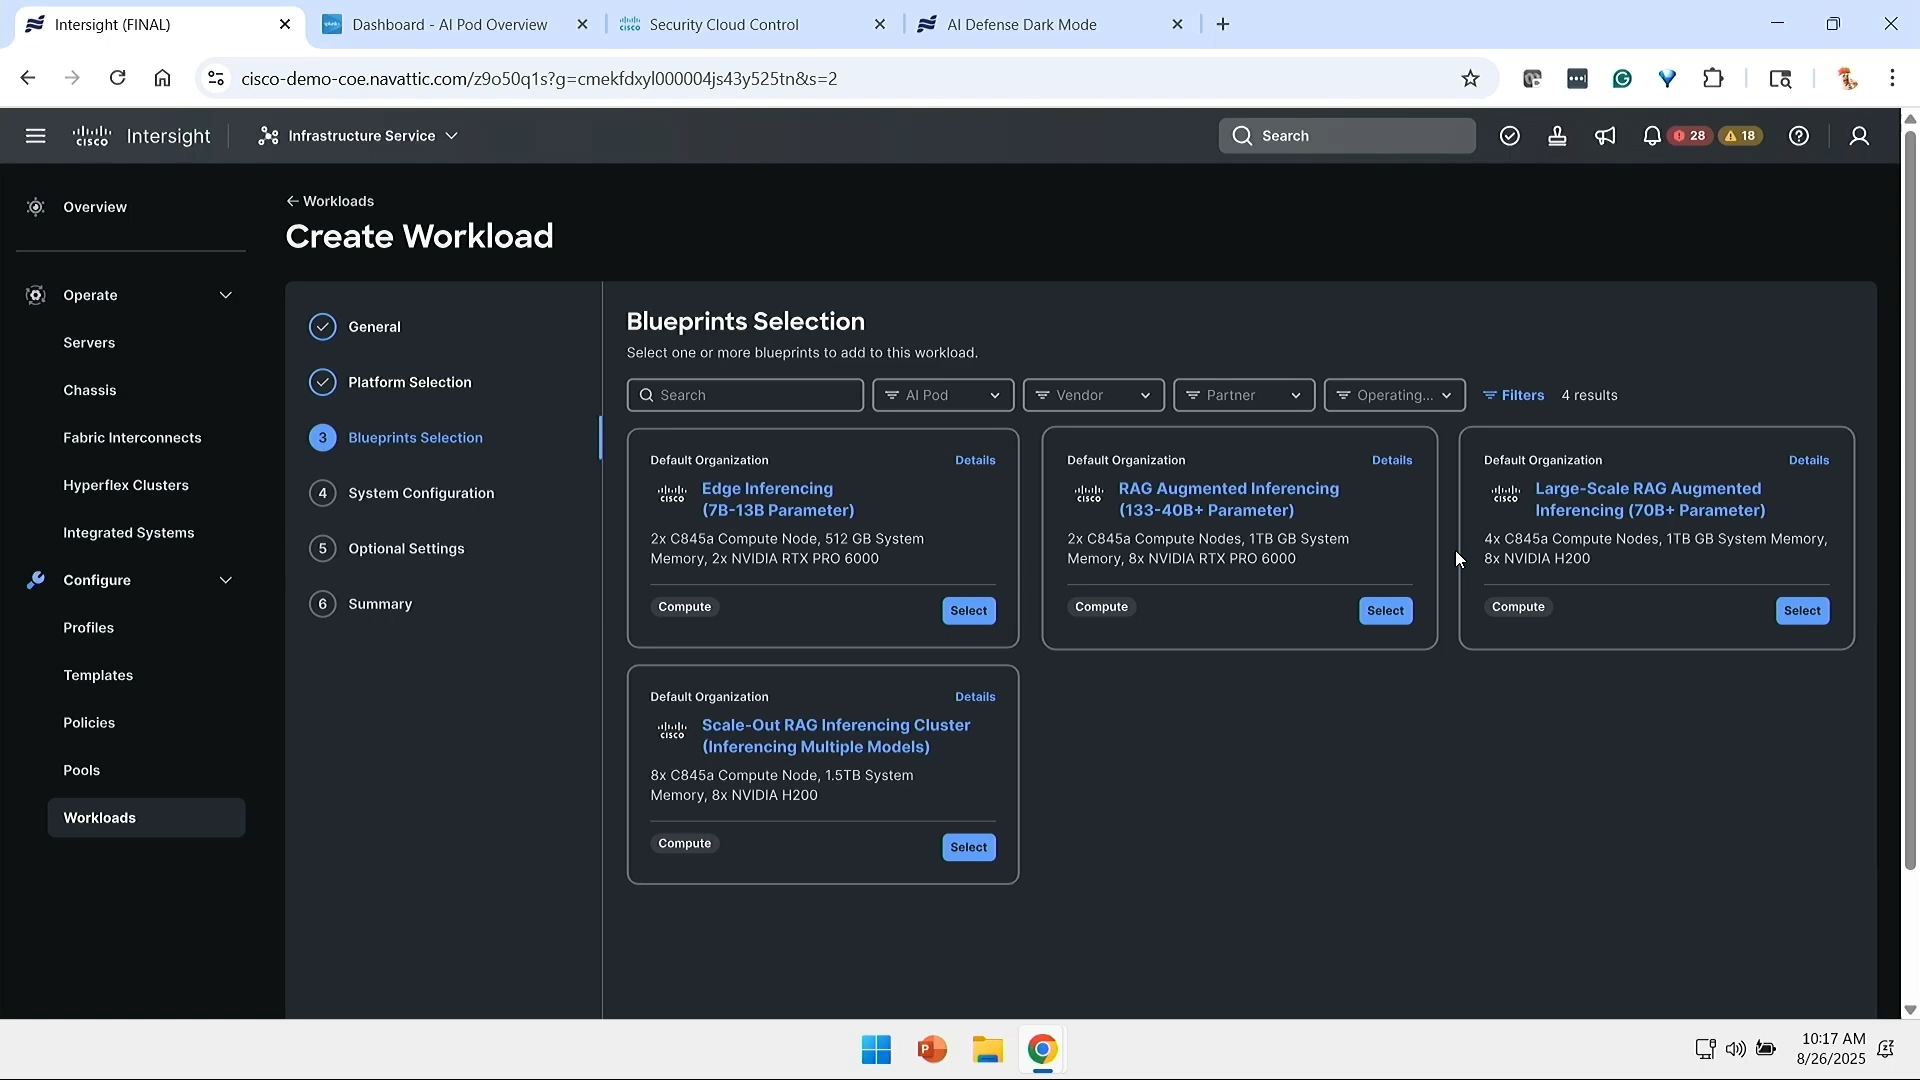 Intersight (FINAL)
Dashboard - AI Pod Overview
Security Cloud Control
AI Defense Dark Mode
cisco-demo-coe.navattic.com/z9o50q1s?g=cmekfdxyl000004js43y525tn&s=2
CISCO Intersight
Infrastructure Service
Search
28
18
Overview
Operate
Servers
Chassis
Fabric Interconnects
Hyperflex Clusters
Integrated Systems
Configure
Profiles
Templates
Policies
Pools
Workloads
← Workloads
Create Workload
General
Platform Selection
3 Blueprints Selection
4 System Configuration
5 Optional Settings
6 Summary
Blueprints Selection
Select one or more blueprints to add to this workload.
Search
AI Pod
Vendor
Partner
Operating...
Filters
4 results
Default Organization
Details
CISCO
Edge Inferencing
(7B-13B Parameter)
2x C845a Compute Node, 512 GB System
Memory, 2x NVIDIA RTX PRO 6000
Compute
Select
Default Organization
Details
CISCO
RAG Augmented Inferencing
(133-40B+ Parameter)
2x C845a Compute Nodes, 1TB GB System
Memory, 8x NVIDIA RTX PRO 6000
Compute
Select
Default Organization
Details
CISCO
Large-Scale RAG Augmented
Inferencing (70B+ Parameter)
4x C845a Compute Nodes, 1TB GB System Memory,
8x NVIDIA H200
Compute
Select
Default Organization
Details
CISCO
Scale-Out RAG Inferencing Cluster
(Inferencing Multiple Models)
8x C845a Compute Node, 1.5TB System
Memory, 8x NVIDIA H200
Compute
Select
10:17 AM
8/26/2025